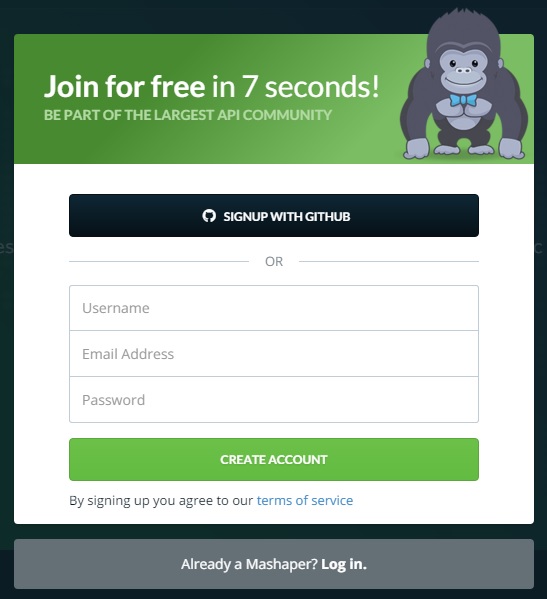 Join for free in 7 seconds!
BE PART OF THE LARGEST API COMMUNITY
SIGNUP WITH GITHUB
OR
Username
Email Address
Password
CREATE ACCOUNT
By signing up you agree to our terms of service
Already a Mashaper? Log in.